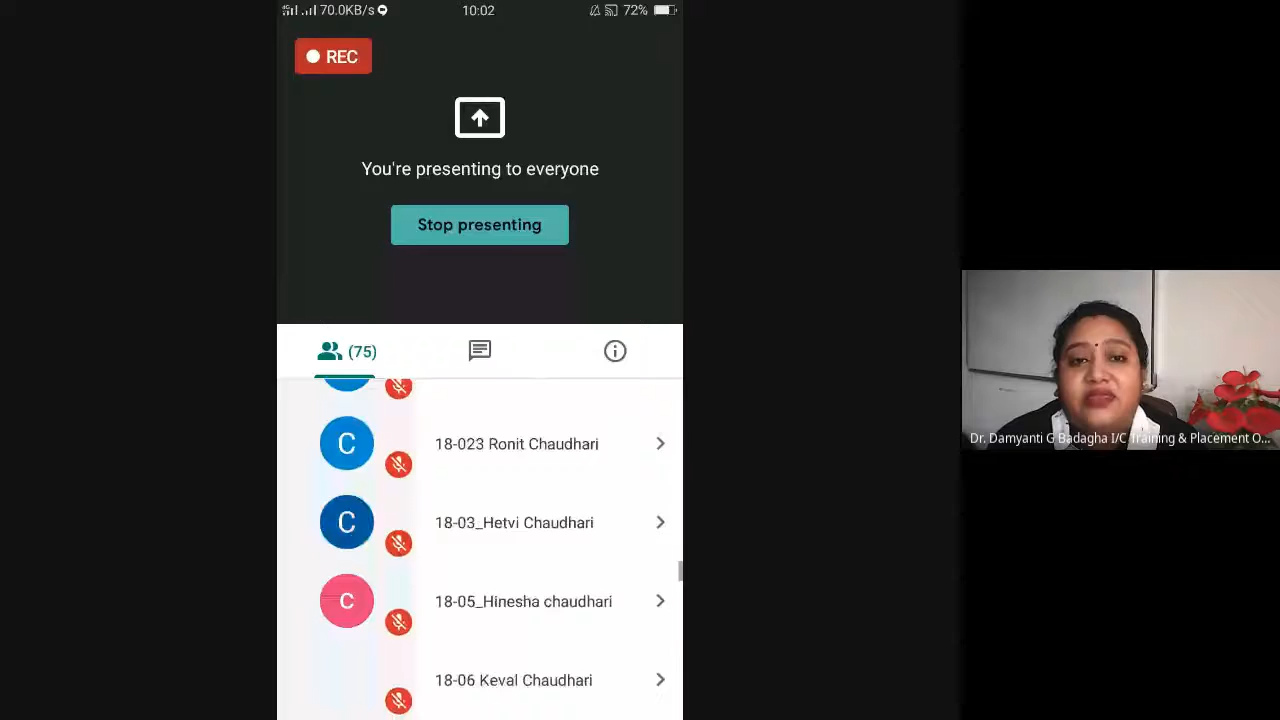 70.0KB/s
10:02
72%
REC
You're presenting to everyone
Stop presenting
(75)
C
18-023 Ronit Chaudhari
C
18-03_Hetvi Chaudhari
C
18-05_Hinesha chaudhari
18-06 Keval Chaudhari
Dr. Damyanti G Badagha I/C Training & Placement O...